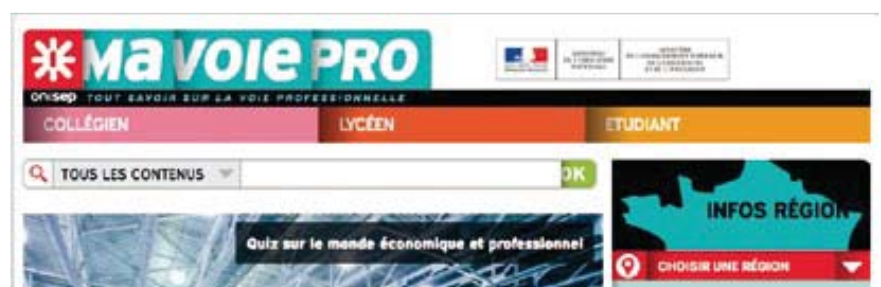 Ma VOIE PRO
onisep TOUT SAVOIR SUR LA VOIE PROFESSIONNELLE
COLLÉGIEN LYCÉEN ETUDIANT
TOUS LES CONTENUS OK
INFOS RÉGION
Quiz sur le monde économique et professionnel
CHOISIR UNE RÉGION